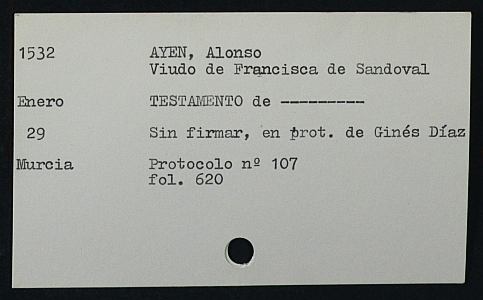 1532 AYEN, Alonso
Viudo de Francisca de Sandoval
Enero TESTAMENTO de ---------
29 Sin firmar, en prot. de Ginés Díaz
Murcia Protocolo nº 107
fol. 620